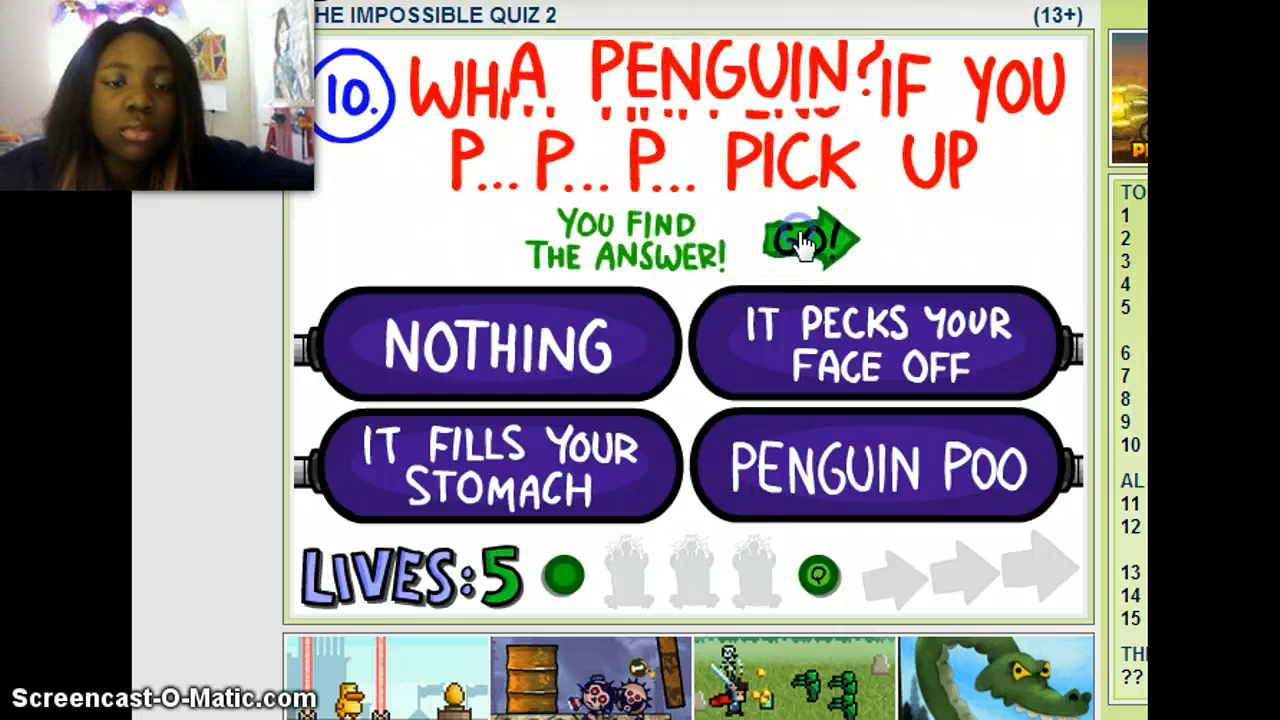 HE IMPOSSIBLE QUIZ 2
(13+)
10.
A PENGUIN?
WH
IF YOU
P... P... P... PICK UP
YOU FIND
THE ANSWER!
GO!
NOTHING
IT PECKS YOUR
FACE OFF
IT FILLS YOUR
STOMACH
PENGUIN POO
LIVES:5
Q
TO
1
2
3
4
5
6
7
8
9
10
AL
11
12
13
14
15
TH
??
Screencast-O-Matic.com